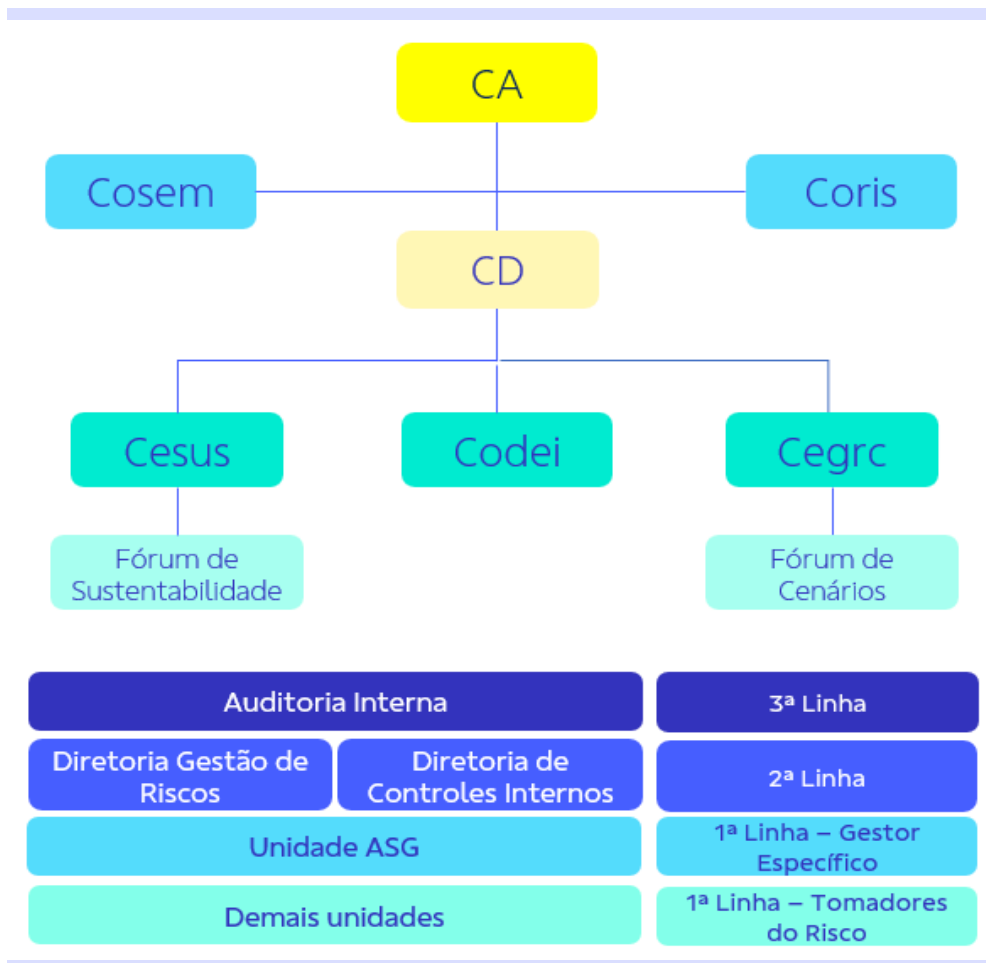 CA
Cosem
Coris
CD
Cesus
Codei
Cegrc
Fórum de
Sustentabilidade
Fórum de
Cenários
Auditoria Interna
3ª Linha
Diretoria Gestão de
Riscos
Diretoria de
Controles Internos
2ª Linha
Unidade ASG
1ª Linha – Gestor
Específico
Demais unidades
1ª Linha – Tomadores
do Risco